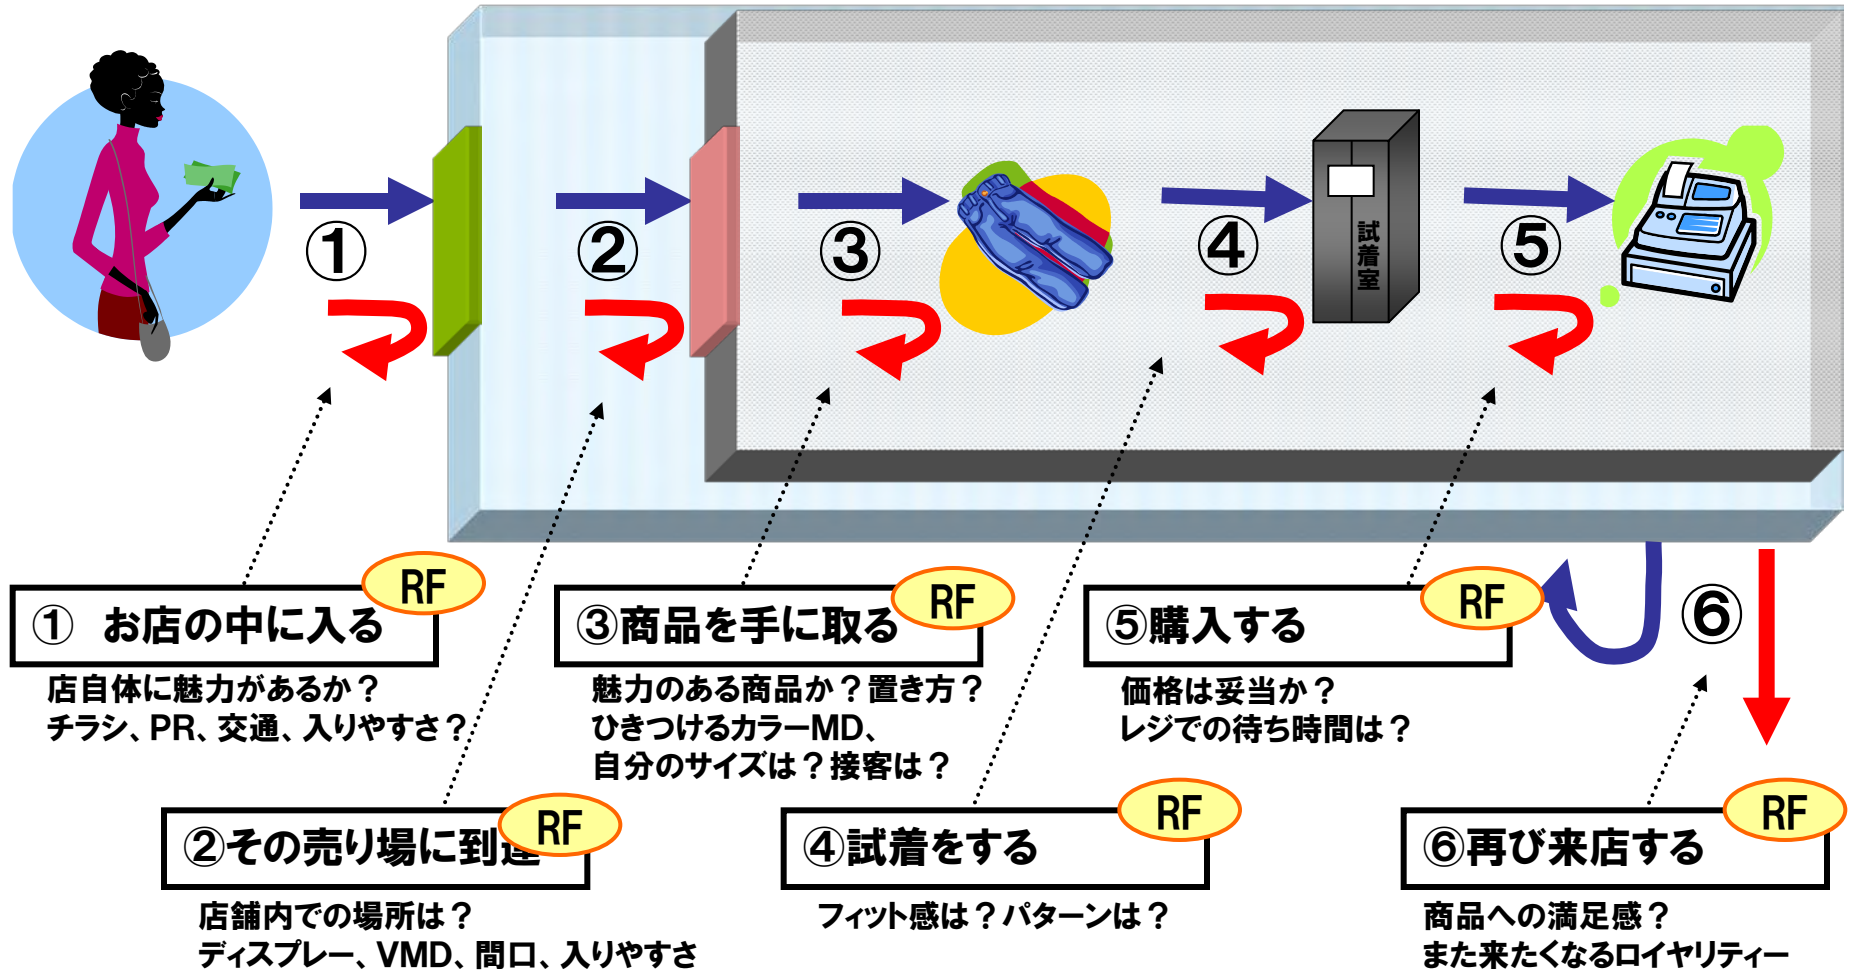 ①
②
③
④
⑤
試着室
⑥
RF
① お店の中に入る
店自体に魅力があるか？
チラシ、PR、交通、入りやすさ？
RF
②その売り場に到達
店舗内での場所は？
ディスプレー、VMD、間口、入りやすさ
RF
③商品を手に取る
魅力のある商品か？置き方？
ひきつけるカラーMD、
自分のサイズは？接客は？
RF
④試着をする
フィット感は？パターンは？
RF
⑤購入する
価格は妥当か？
レジでの待ち時間は？
RF
⑥再び来店する
商品への満足感？
また来たくなるロイヤリティー